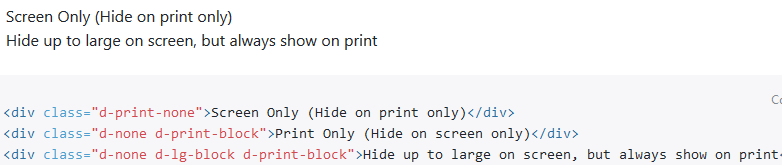 Screen Only (Hide on print only)
Hide up to large on screen, but always show on print
Co
<div class="d-print-none">Screen Only (Hide on print only)</div>
<div class="d-none d-print-block">Print Only (Hide on screen only)</div>
<div class="d-none d-lg-block d-print-block">Hide up to large on screen, but always show on print